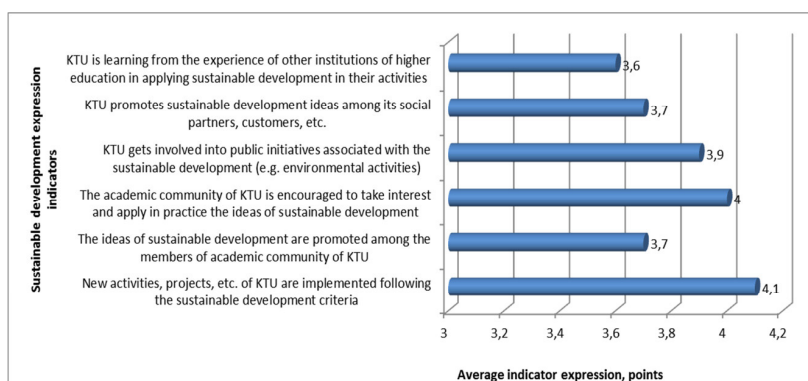 Sustainable development expression
indicators
KTU is learning from the experience of other institutions of higher
education in applying sustainable development in their activities
3,6
KTU promotes sustainable development ideas among its social
partners, customers, etc.
3,7
KTU gets involved into public initiatives associated with the
sustainable development (e.g. environmental activities)
3,9
The academic community of KTU is encouraged to take interest
and apply in practice the ideas of sustainable development
4
The ideas of sustainable development are promoted among the
members of academic community of KTU
3,7
New activities, projects, etc. of KTU are implemented following
the sustainable development criteria
4,1
3 3,2 3,4 3,6 3,8 4 4,2
Average indicator expression, points